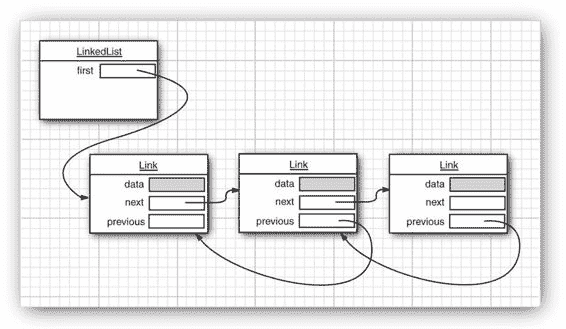 LinkedList
first
Link
data
next
previous
Link
data
next
previous
Link
data
next
previous